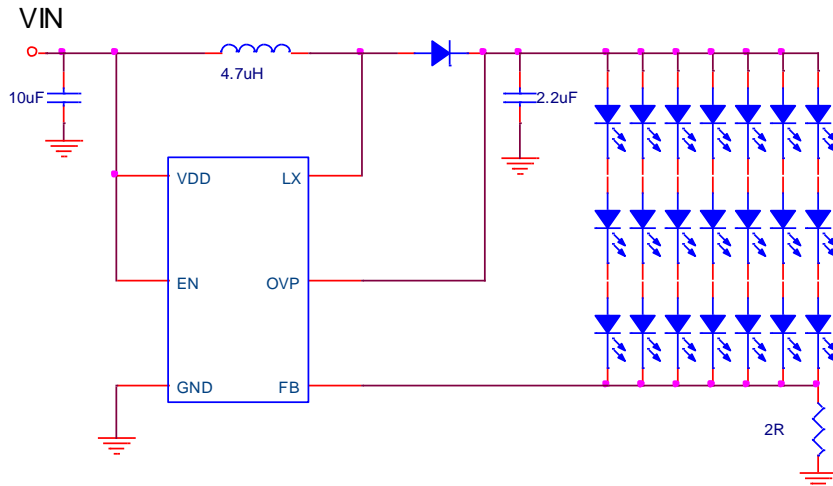 VIN
4.7uH
10uF
2.2uF
VDD
LX
EN
OVP
GND
FB
2R